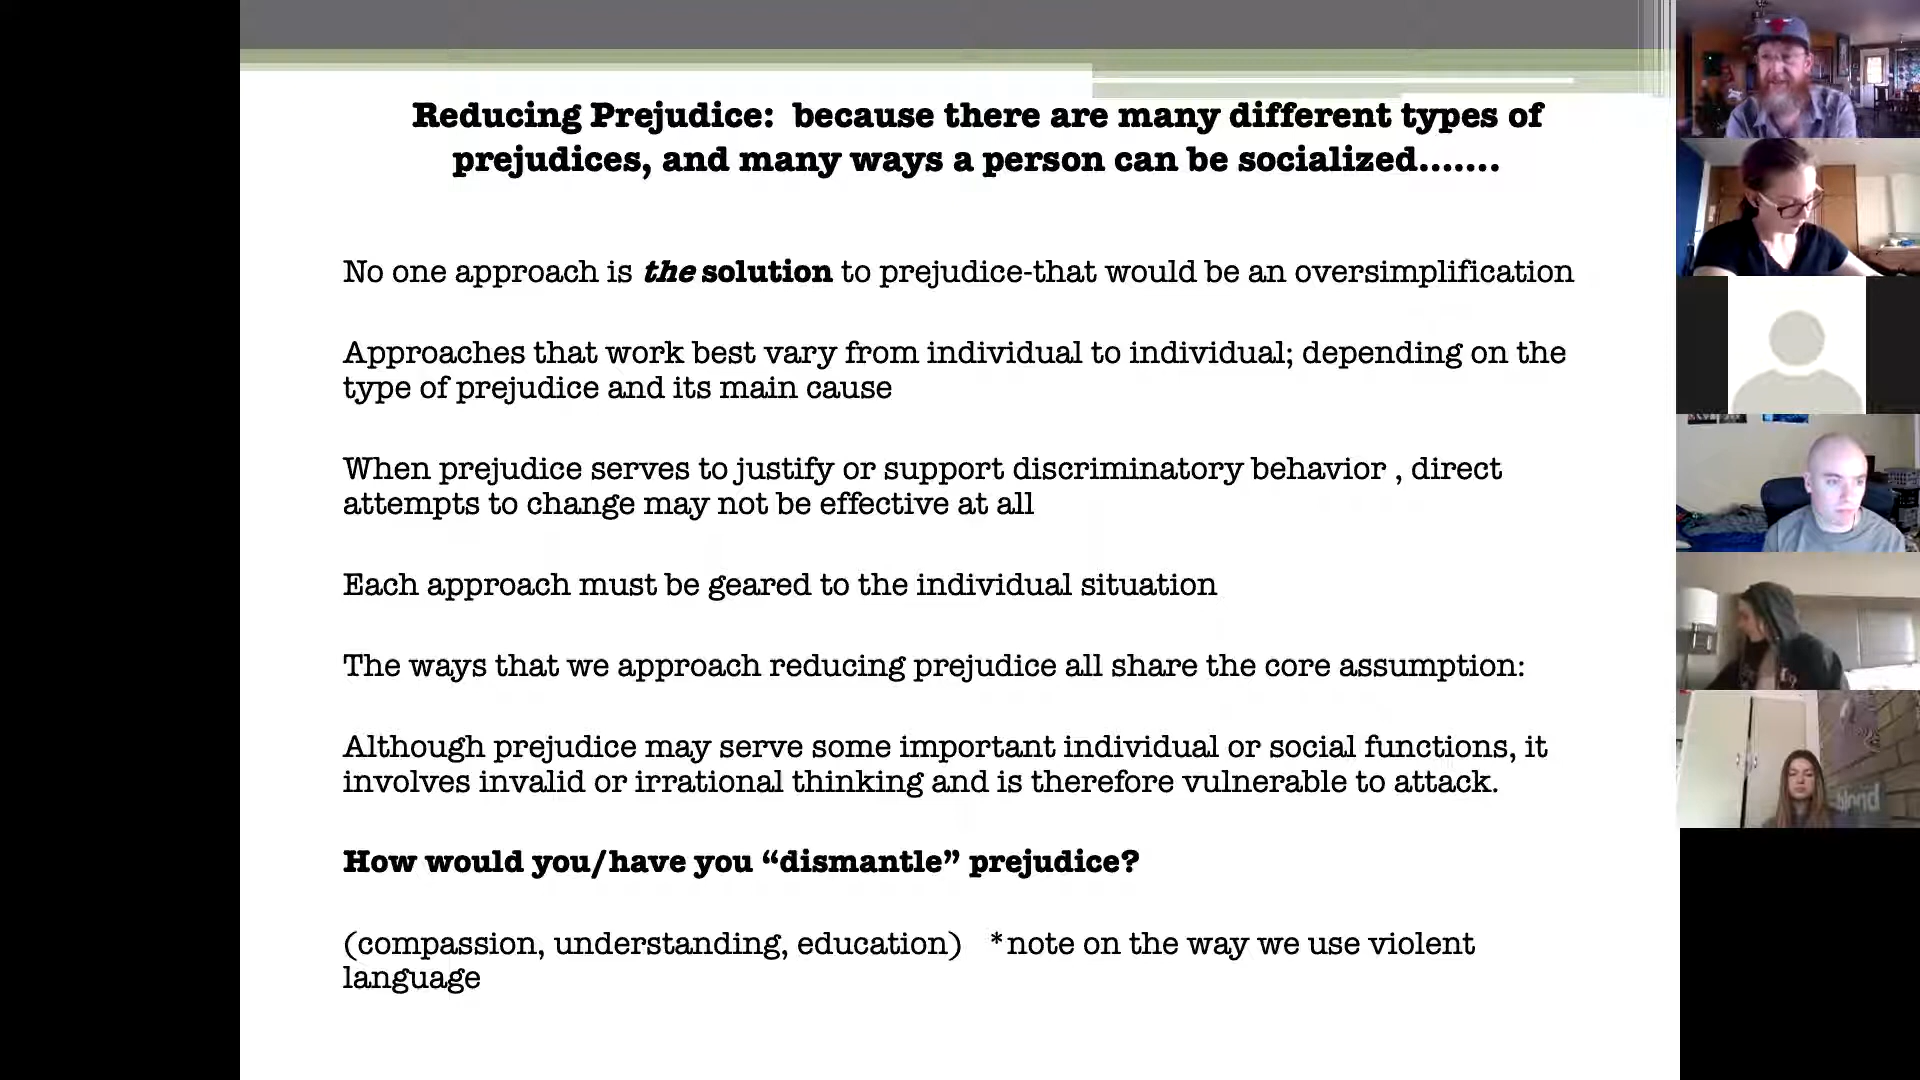 Reducing Prejudice: because there are many different types of
prejudices, and many ways a person can be socialized.......
No one approach is the solution to prejudice-that would be an oversimplification
Approaches that work best vary from individual to individual; depending on the
type of prejudice and its main cause
When prejudice serves to justify or support discriminatory behavior , direct
attempts to change may not be effective at all
Each approach must be geared to the individual situation
The ways that we approach reducing prejudice all share the core assumption:
Although prejudice may serve some important individual or social functions, it
involves invalid or irrational thinking and is therefore vulnerable to attack.
How would you/have you “dismantle” prejudice?
(compassion, understanding, education) *note on the way we use violent
language